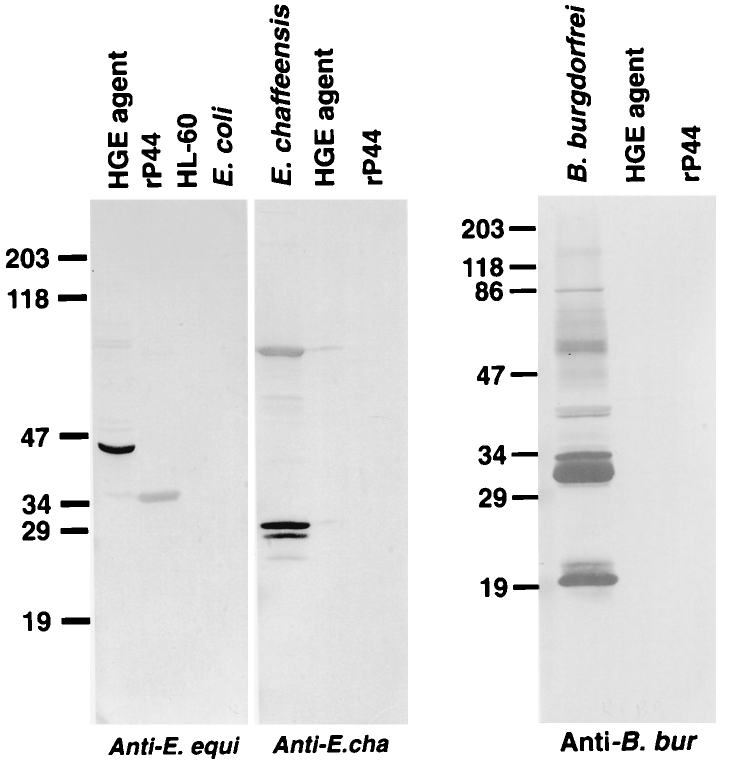 HGE agent
rP44
HL-60
E. coli
E. chaffeensis
HGE agent
rP44
203
118
47
34
29
19
Anti-E. equi
Anti-E.cha
B. burgdorfrei
HGE agent
rP44
203
118
86
47
34
29
19
Anti-B. bur